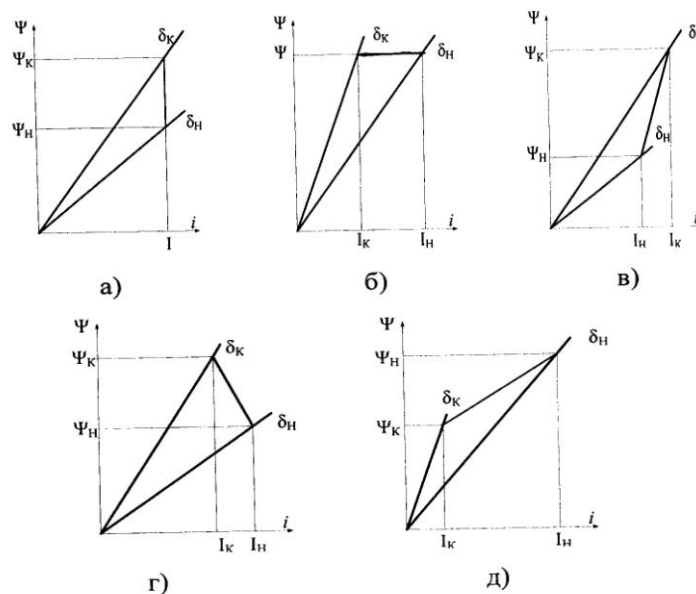 Ψ
δк
Ψк
Ψн
δн
I
i
а)
Ψ
Ψ
δк
δн
Iк
Iн
i
б)
Ψ
Ψк
δ
δн
Ψн
Iн
Iк
i
в)
Ψ
Ψк
δк
Ψн
δн
Iк
Iн
i
г)
Ψ
Ψн
δн
δк
Ψк
Iк
Iн
i
д)